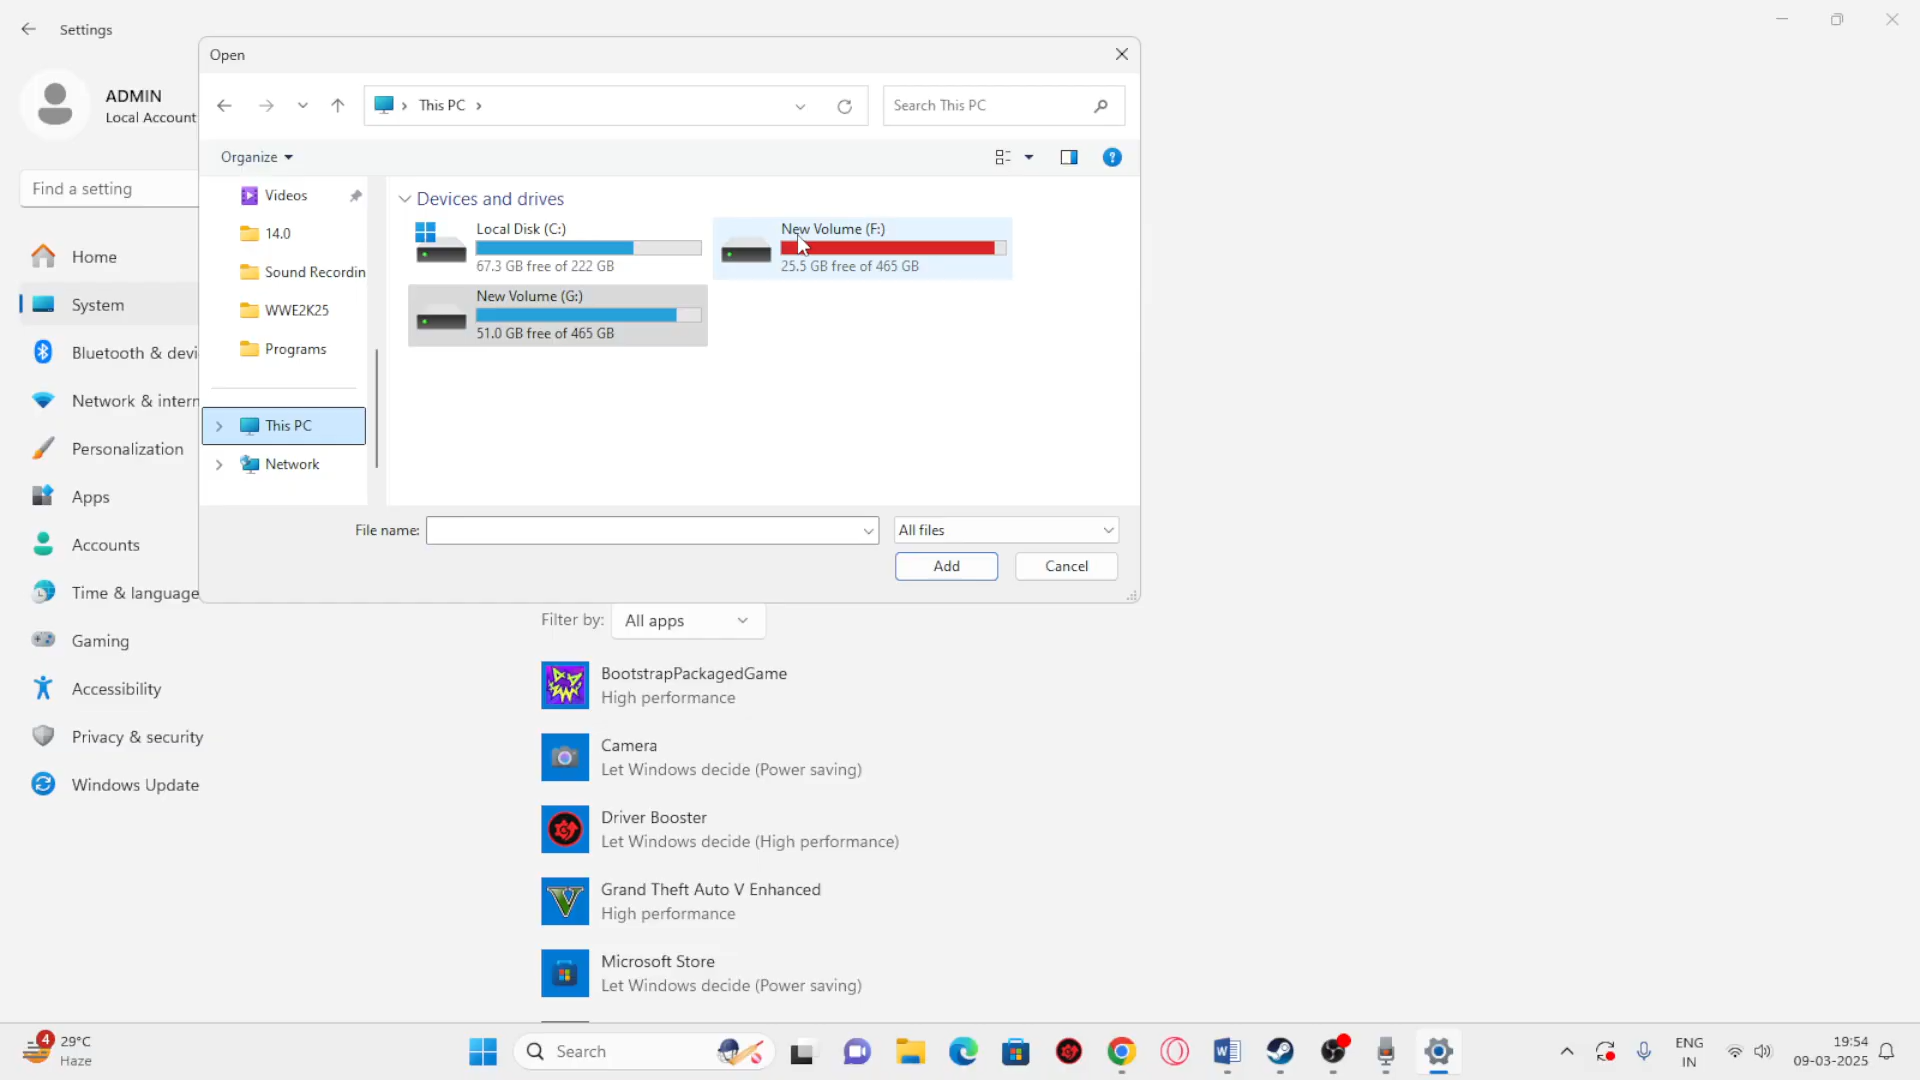 Settings
ADMIN
Local Account
Find a setting
Home
System
Bluetooth & devi
Network & intern
Personalization
Apps
Accounts
Time & language
Gaming
Accessibility
Privacy & security
Windows Update
Open
This PC
Search This PC
Organize
Videos
14.0
Sound Recordin
WWE2K25
Programs
This PC
Network
Devices and drives
Local Disk (C:)
67.3 GB free of 222 GB
New Volume (F:)
25.5 GB free of 465 GB
New Volume (G:)
51.0 GB free of 465 GB
File name:
All files
Add
Cancel
Filter by:
All apps
BootstrapPackagedGame
High performance
Camera
Let Windows decide (Power saving)
Driver Booster
Let Windows decide (High performance)
Grand Theft Auto V Enhanced
High performance
Microsoft Store
Let Windows decide (Power saving)
4
29°C
Haze
Search
ENG
IN
19:54
09-03-2025